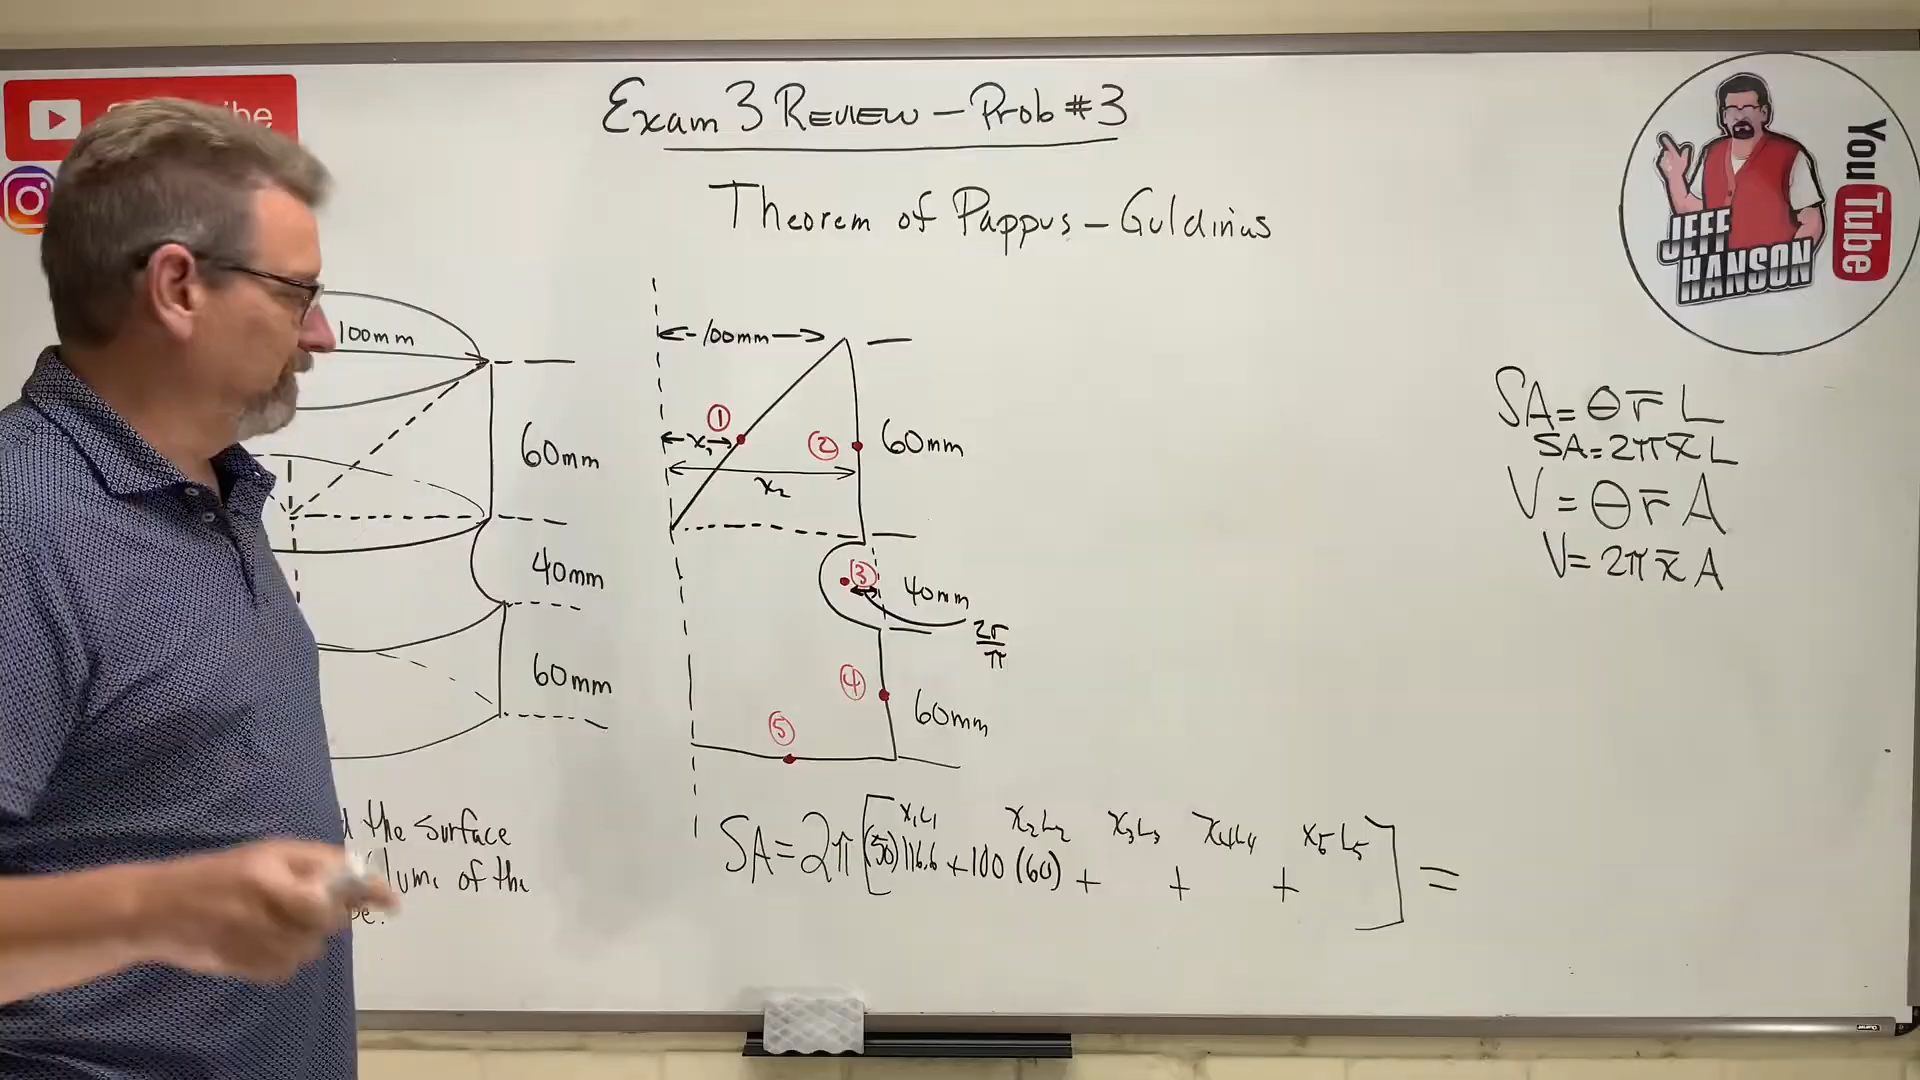 Exam 3 REVIEW - Prob #3
Theorem of Pappus - Guldinus
YouTube
JEFF
HANSON
100mm
60mm
40mm
60mm
100mm
①
x₁
②
60mm
x₂
③
40mm
2r/π
④
60mm
⑤
SA = θ r̄ L
SA = 2π x̄ L
V = θ r̄ A
V = 2π x̄ A
the surface
of the
x₁L₁ x₂L₂ x₃L₃ x₄L₄ x₅L₅
SA = 2π [(50)116.6 + 100(60) + + + ] =